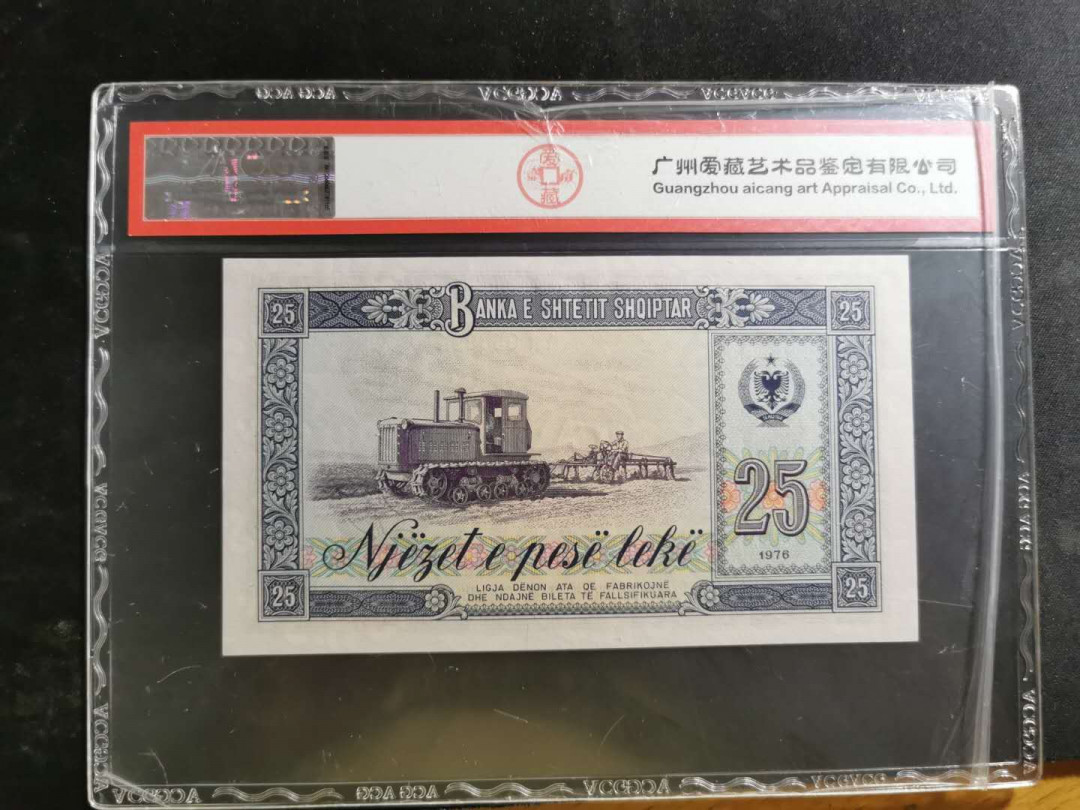 广州爱藏艺术品鉴定有限公司
爱藏
Guangzhou aicang art Appraisal Co., Ltd.
25 BANKA E SHTETIT SHQIPTAR 25
25
1976
Njëzet e pesë lekë
LIGJA DËNON ATA QE FABRIKOJNË
DHE NDAJNË BILETA TË FALLSIFIKUARA
25 25